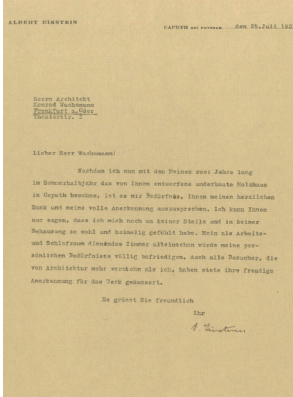 ALBERT EINSTEIN
CAPUTH BEI POTSDAM, den 25.Juli 193
Herrn Architekt
Konrad Wachsmann
Frankfurt a.Oder
Theaterstr. 2
Lieber Herr Wachsmann!
Nachdem ich nun mit den Meinen zwei Jahre lang
im Sommerhalbjahr das von Ihnen entworfene und erbaute Holzhaus
in Caputh bewohne, ist es mir Bedürfnis, Ihnen meinen herzlichen
Dank und meine volle Anerkennung auszusprechen. Ich kann Ihnen
nur sagen, dass ich mich noch an keiner Stelle und in keiner
Behausung so wohl und heimelig gefühlt habe. Mein als Arbeits-
und Schlafraum dienendes Zimmer alleinschon würde meine per-
sönlichen Bedürfnisse völlig befriedigen. Auch alle Besucher, die
von Architektur mehr verstehn als ich, haben stets ihre freudige
Anerkennung für das Werk geäussert.
Es grüsst Sie freundlich
Ihr
A. Einstein